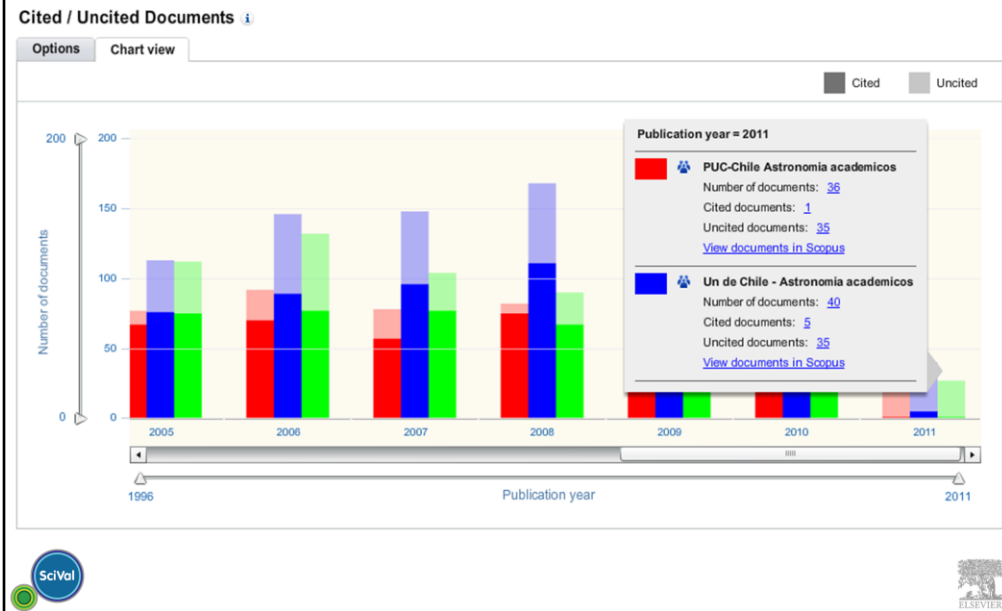 Cited / Uncited Documents i
Options Chart view
Cited Uncited
Publication year = 2011
PUC-Chile Astronomia academicos
Number of documents: 36
Cited documents: 1
Uncited documents: 35
View documents in Scopus
Un de Chile - Astronomia academicos
Number of documents: 40
Cited documents: 5
Uncited documents: 35
View documents in Scopus
Number of documents
200
0
200
150
100
50
0
2005 2006 2007 2008 2009 2010 2011
1996 Publication year 2011
SciVal
ELSEVIER